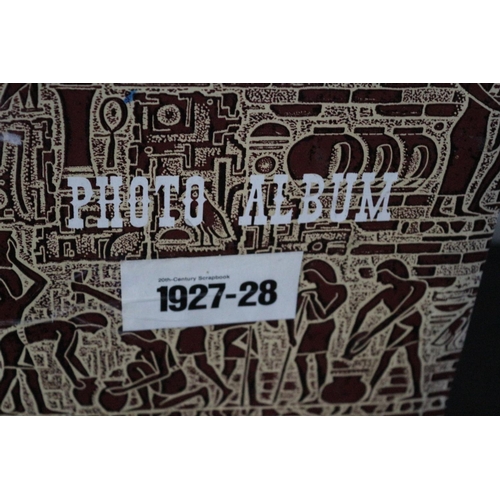 PHOTO ALBUM
20th-Century Scrapbook
1927-28